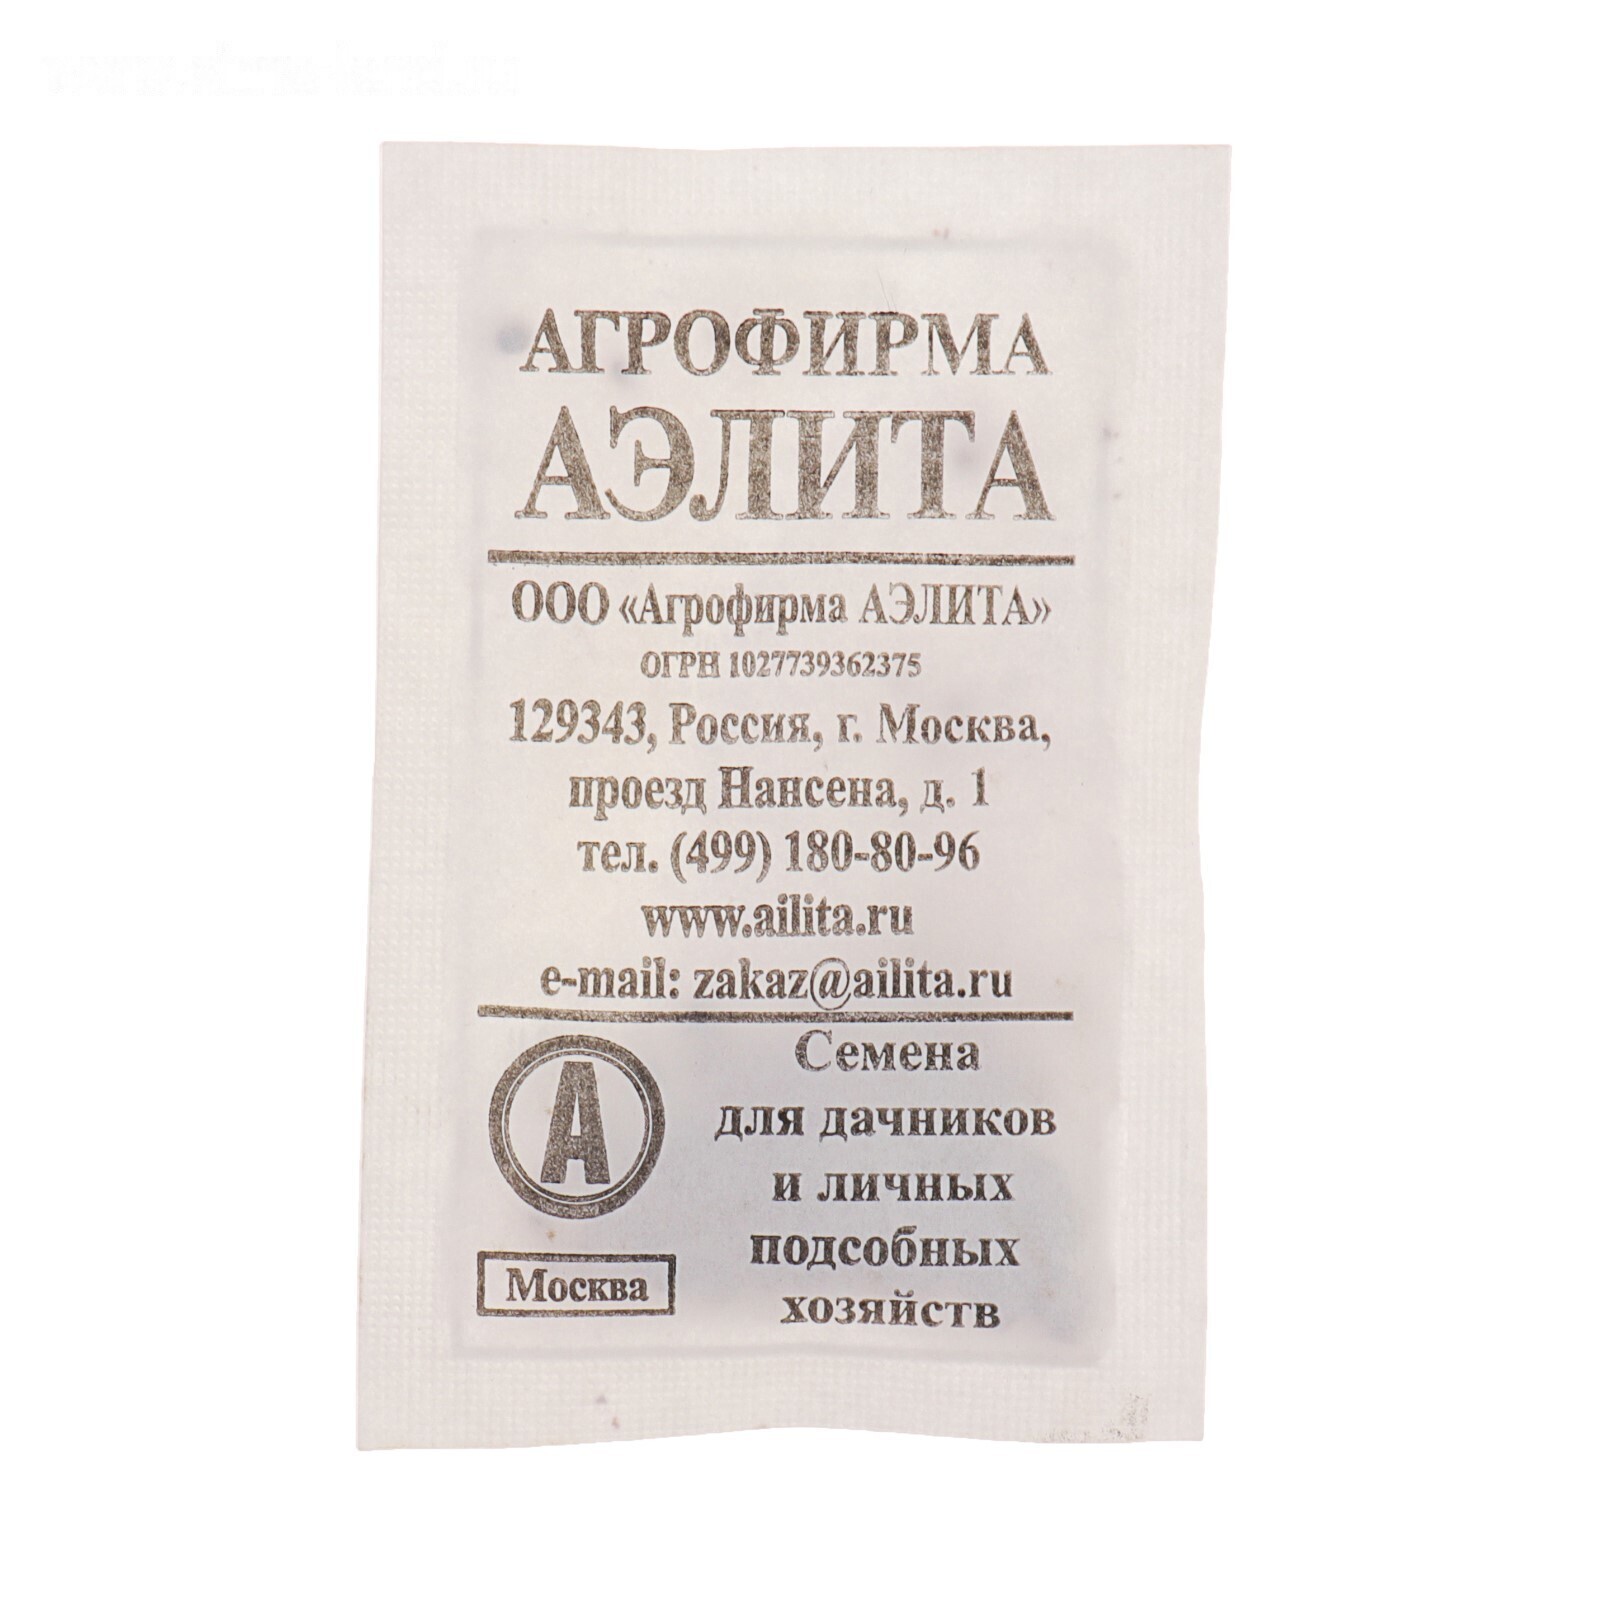 АГРОФИРМА
АЭЛИТА
ООО «Агрофирма АЭЛИТА»
ОГРН 1027739362375
129343, Россия, г. Москва,
проезд Нансена, д. 1
тел. (499) 180-80-96
www.ailita.ru
e-mail: zakaz@ailita.ru
Семена
для дачников
и личных
подсобных
хозяйств
А
Москва